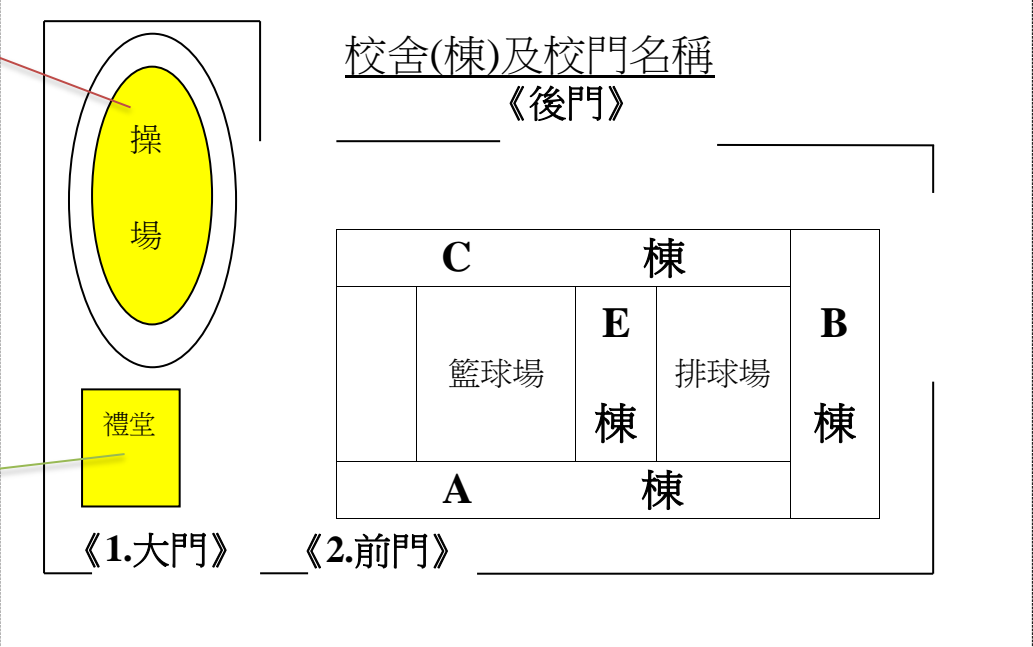 校舍(棟)及校門名稱
《後門》
操
場
C 棟
E
棟
B
棟
籃球場
排球場
禮堂
A 棟
《1.大門》
《2.前門》